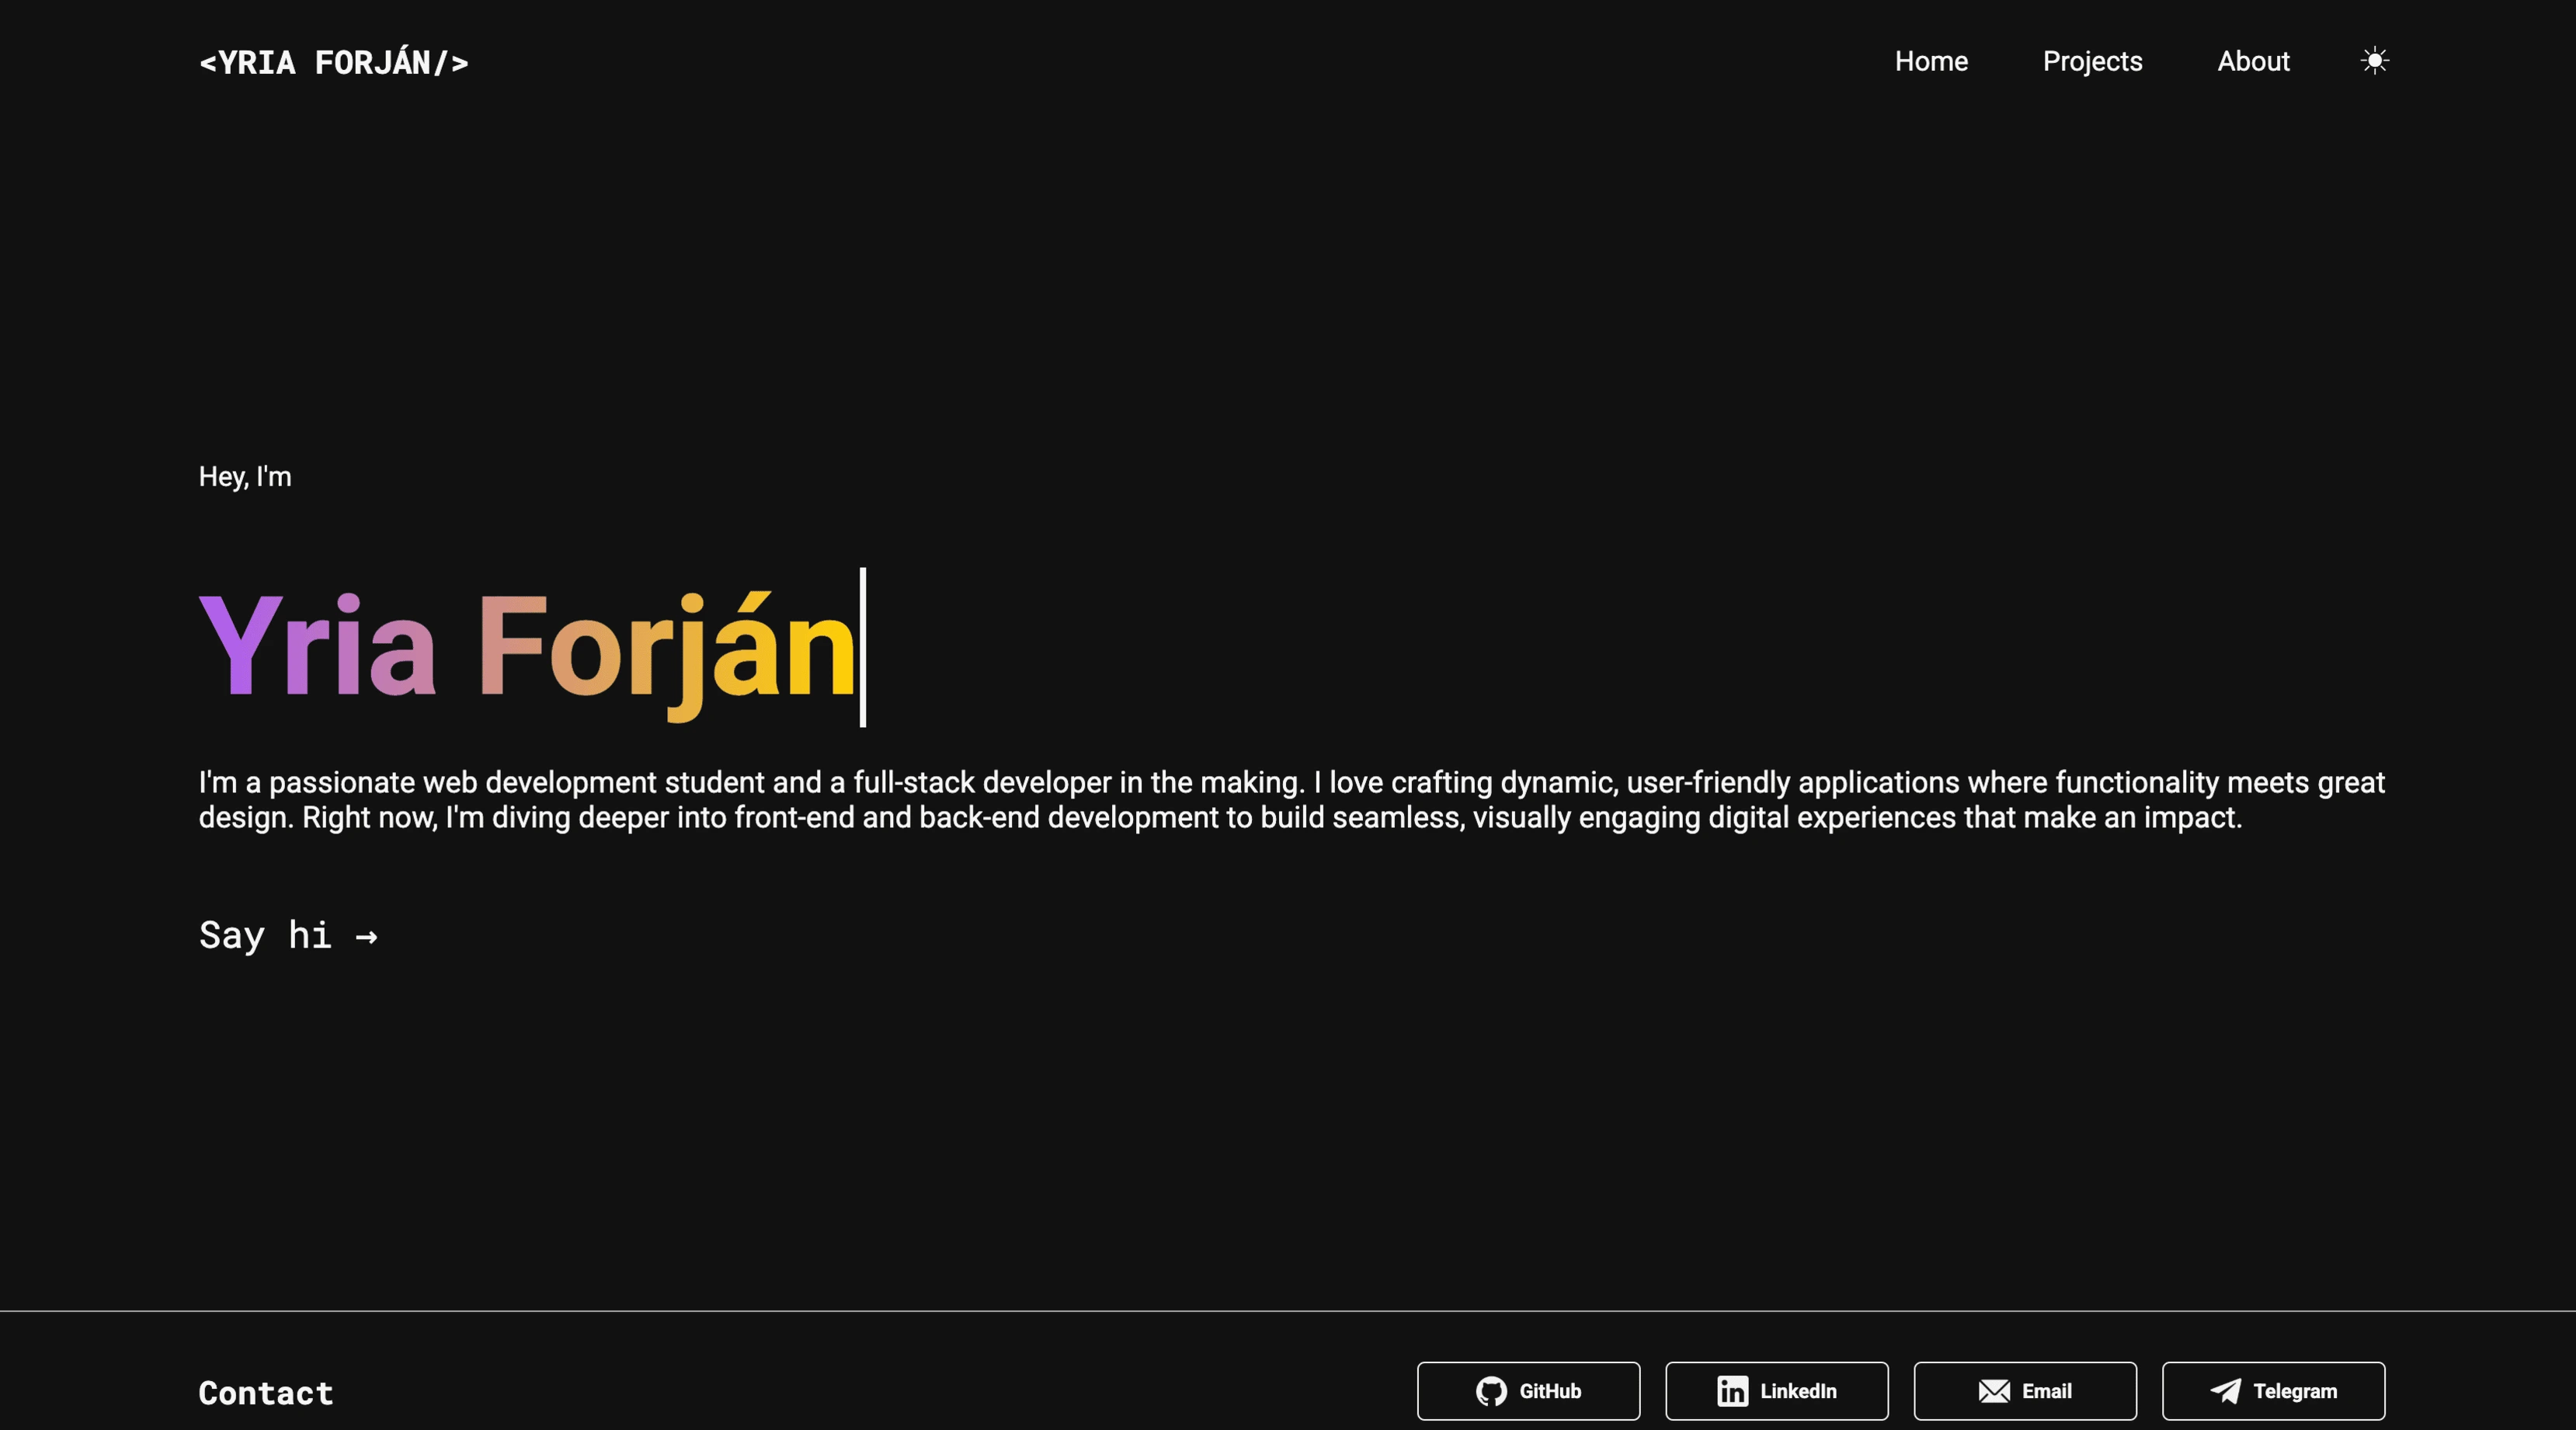 <YRIA FORJÁN/>
Home Projects About
Hey, I'm
Yria Forján
I'm a passionate web development student and a full-stack developer in the making. I love crafting dynamic, user-friendly applications where functionality meets great
design. Right now, I'm diving deeper into front-end and back-end development to build seamless, visually engaging digital experiences that make an impact.
Say hi →
Contact
GitHub LinkedIn Email Telegram